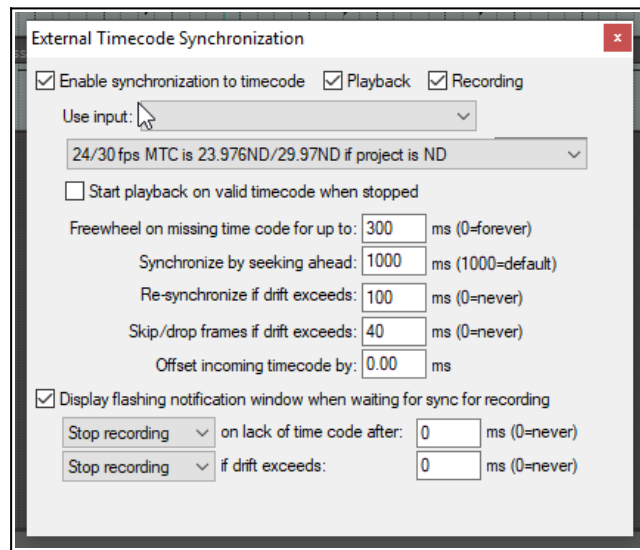 External Timecode Synchronization x
Enable synchronization to timecode Playback Recording
Use input:
24/30 fps MTC is 23.976ND/29.97ND if project is ND
Start playback on valid timecode when stopped
Freewheel on missing time code for up to: 300 ms (0=forever)
Synchronize by seeking ahead: 1000 ms (1000=default)
Re-synchronize if drift exceeds: 100 ms (0=never)
Skip/drop frames if drift exceeds: 40 ms (0=never)
Offset incoming timecode by: 0.00 ms
Display flashing notification window when waiting for sync for recording
Stop recording on lack of time code after: 0 ms (0=never)
Stop recording if drift exceeds: 0 ms (0=never)